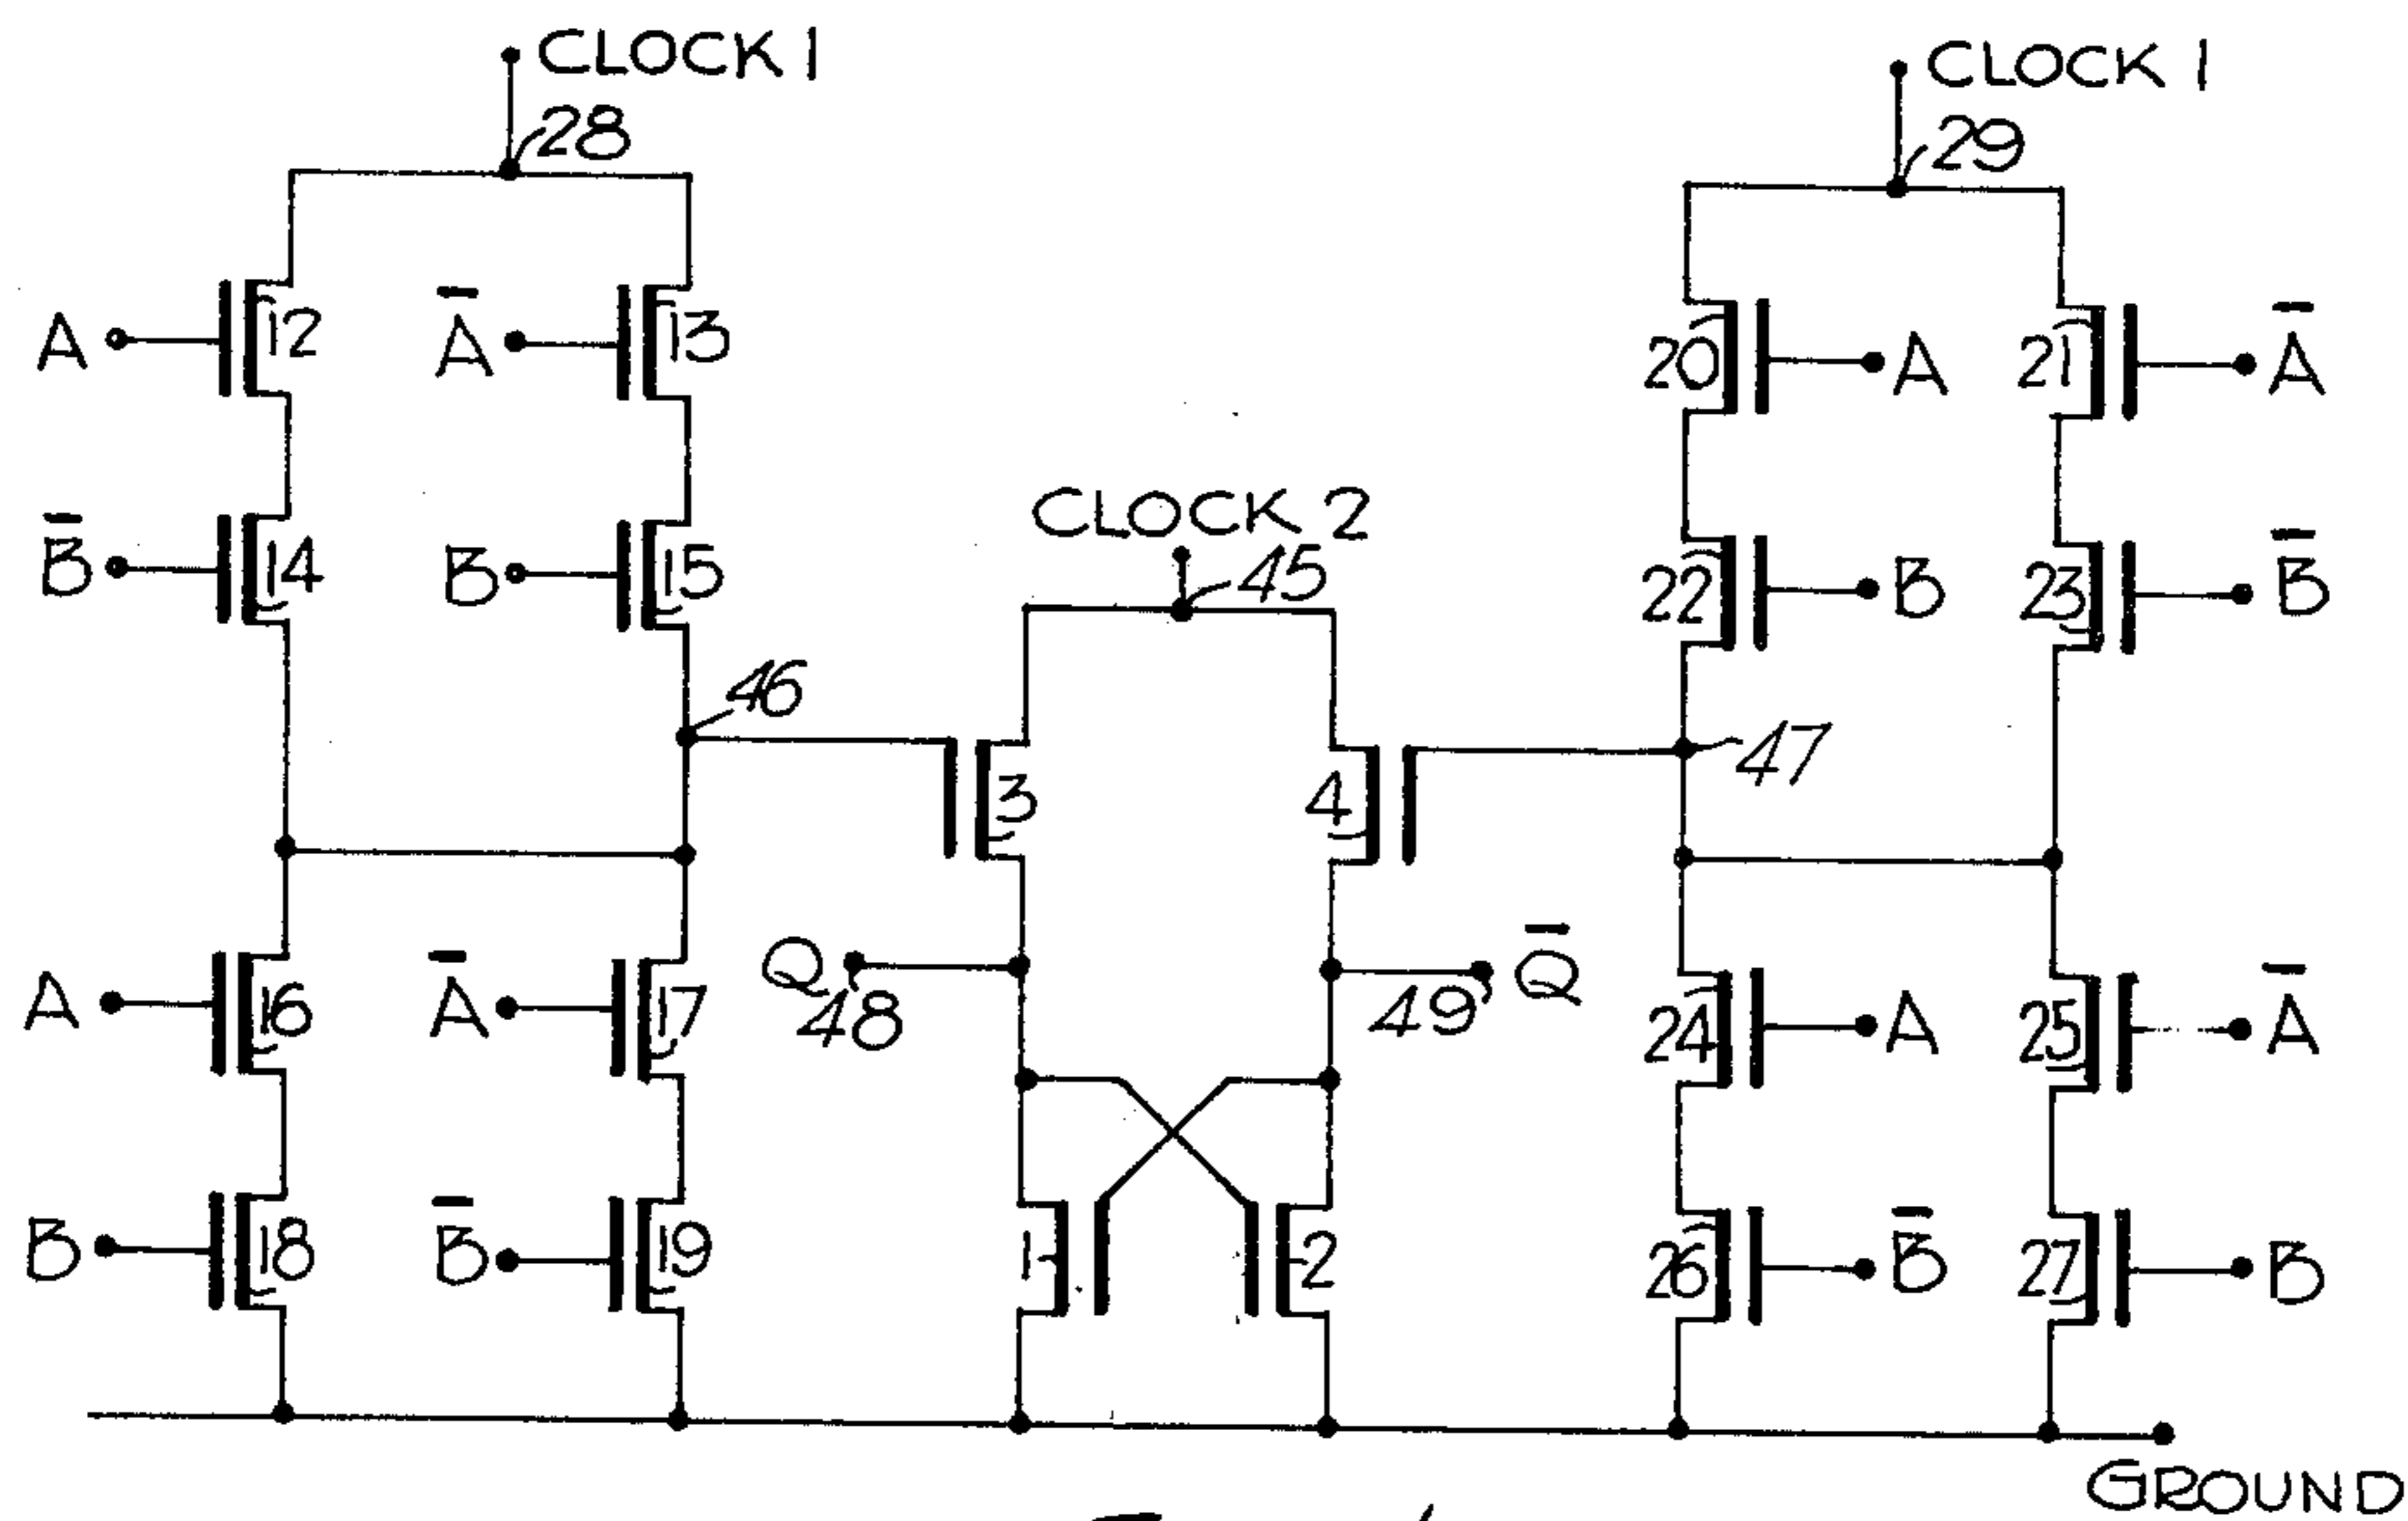 CLOCK 1
CLOCK 1
28
29
A
12
Ā
13
20
A
21
Ā
B̄
14
B
15
CLOCK 2
45
22
B
23
B̄
46
3
4
47
A
16
Ā
17
Q
48
49
Q̄
24
A
25
Ā
B
18
B̄
19
1
2
26
B̄
27
B
GROUND